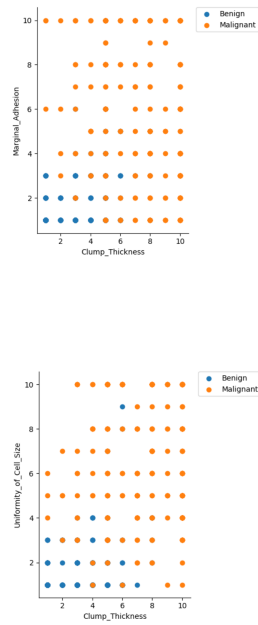 Benign
Malignant
10
8
6
4
2
Marginal_Adhesion
2 4 6 8 10
Clump_Thickness
Benign
Malignant
10
8
6
4
2
Uniformity_of_Cell_Size
2 4 6 8 10
Clump_Thickness